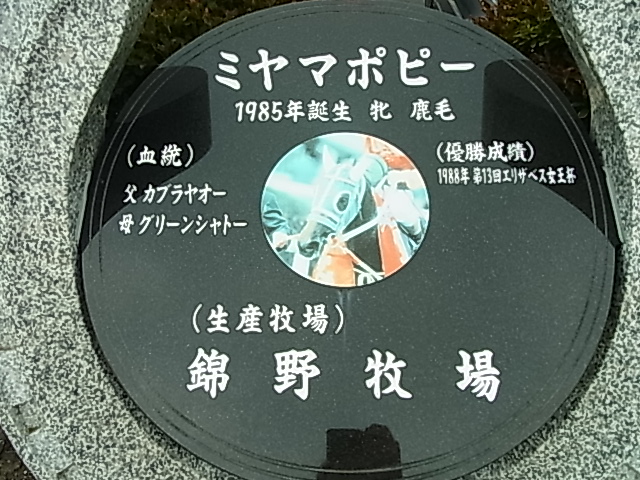 ミヤマポピー
1985年誕生 牝 鹿毛
(血統)
父 カブラヤオー
母 グリーンシャトー
(優勝成績)
1988年 第13回エリザベス女王杯
(生産牧場)
錦野牧場